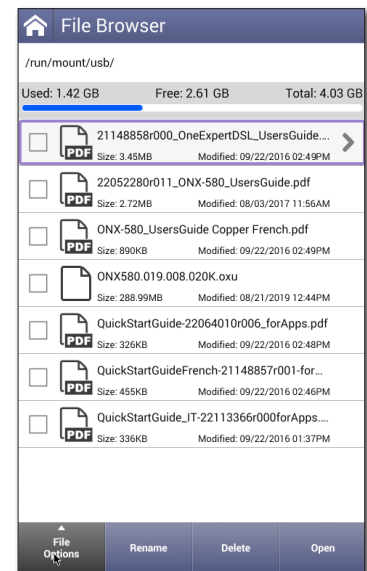 File Browser
/run/mount/usb/
Used: 1.42 GB Free: 2.61 GB Total: 4.03 GB
21148858r000_OneExpertDSL_UsersGuide....
PDF
Size: 3.45MB Modified: 09/22/2016 02:49PM
22052280r011_ONX-580_UsersGuide.pdf
PDF
Size: 2.72MB Modified: 08/03/2017 11:56AM
ONX-580_UsersGuide Copper French.pdf
PDF
Size: 890KB Modified: 09/22/2016 02:49PM
ONX580.019.008.020K.oxu
Size: 288.99MB Modified: 08/21/2019 12:44PM
QuickStartGuide-22064010r006_forApps.pdf
PDF
Size: 326KB Modified: 09/22/2016 02:48PM
QuickStartGuideFrench-21148857r001-for...
PDF
Size: 455KB Modified: 09/22/2016 02:46PM
QuickStartGuide_IT-22113366r000forApps....
PDF
Size: 336KB Modified: 09/22/2016 01:37PM
File
Options Rename Delete Open